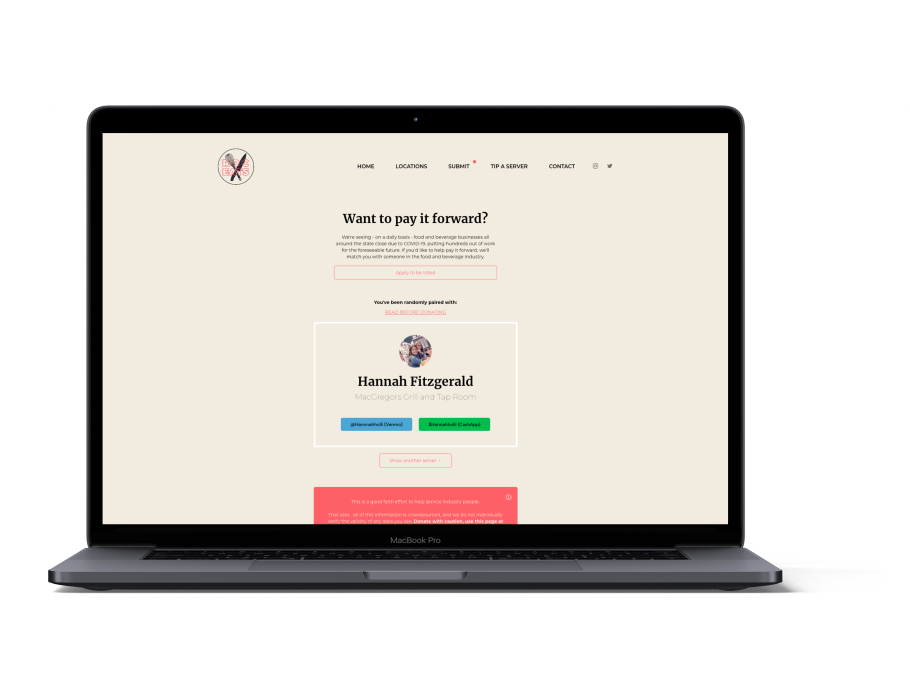 HOME LOCATIONS SUBMIT TIP A SERVER CONTACT
Want to pay it forward?
We're seeing - on a daily basis - food and beverage businesses all
around the state close due to COVID-19, putting hundreds out of work
for the foreseeable future. If you'd like to help pay it forward, we'll
match you with someone in the food and beverage industry.
Apply to be listed
You've been randomly paired with:
READ BEFORE DONATING
Hannah Fitzgerald
MacGregors Grill and Tap Room
(Venmo) (CashApp)
Show another server
This is a good faith effort to help service industry people.
That said, all of this information is crowdsourced, and we do not individually
verify the validity of any data you see. Donate with caution, use this page at
MacBook Pro